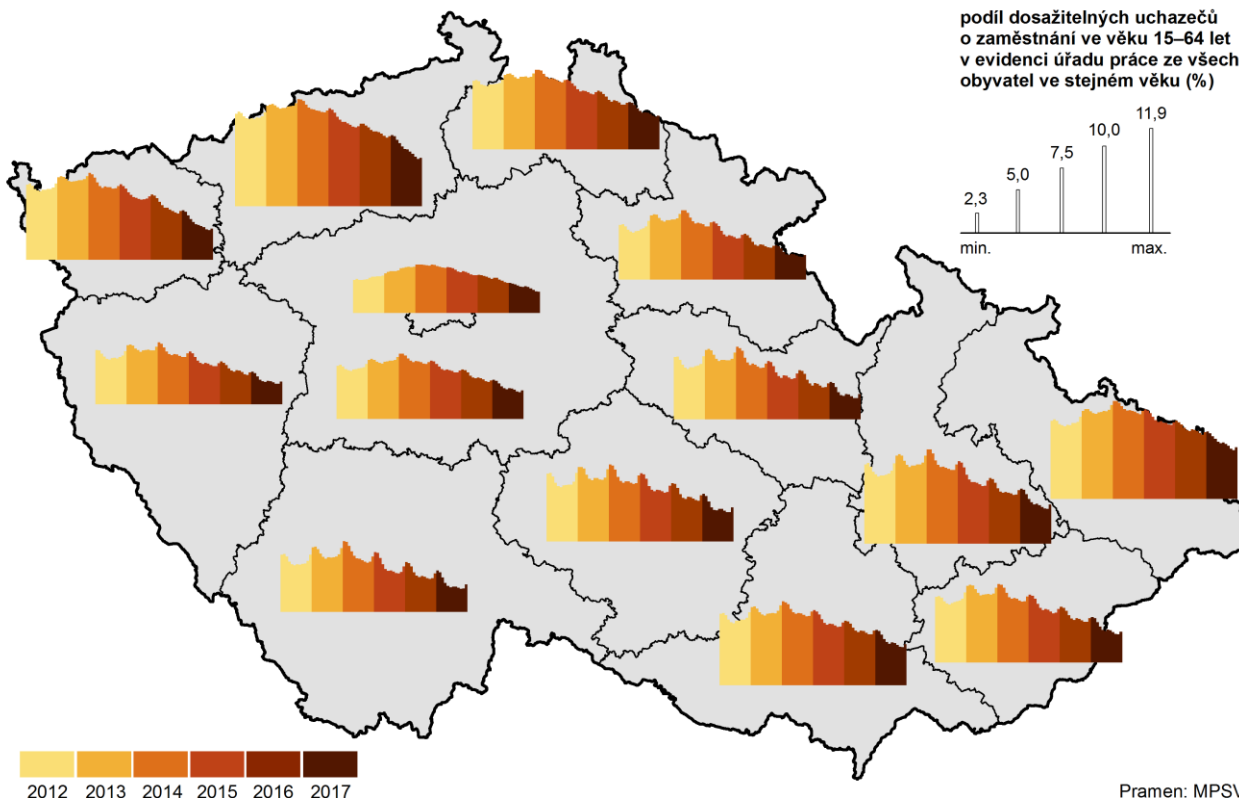 podíl dosažitelných uchazečů
o zaměstnání ve věku 15–64 let
v evidenci úřadu práce ze všech
obyvatel ve stejném věku (%)
11,9
10,0
7,5
5,0
2,3
min.
max.
2012 2013 2014 2015 2016 2017
Pramen: MPSV